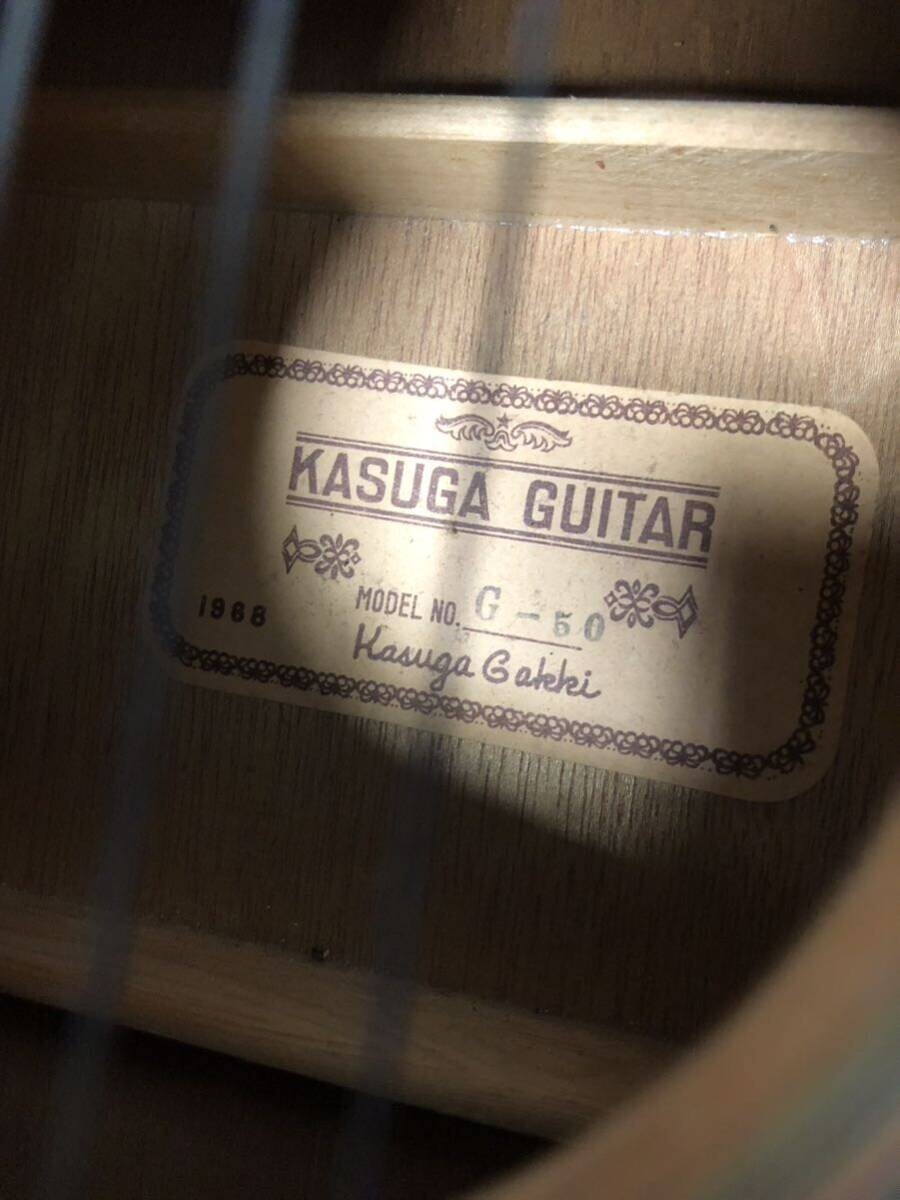 KASUGA GUITAR
MODEL NO. G-50
1968
Kasuga Gakki